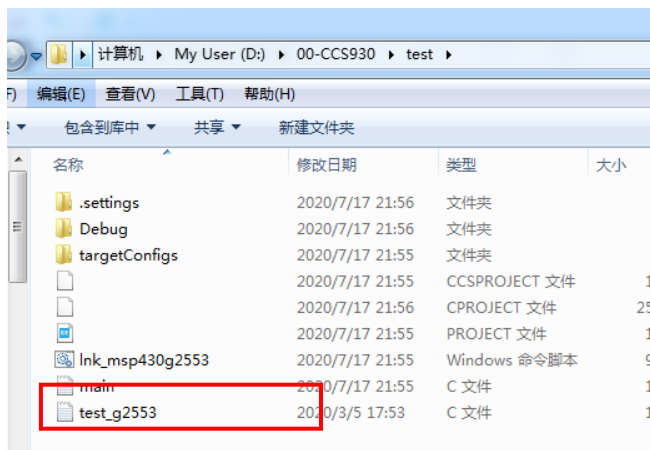 计算机 ▸ My User (D:) ▸ 00-CCS930 ▸ test ▸
F) 编辑(E) 查看(V) 工具(T) 帮助(H)
包含到库中 共享 新建文件夹
名称 修改日期 类型 大小
.settings 2020/7/17 21:56 文件夹
Debug 2020/7/17 21:56 文件夹
targetConfigs 2020/7/17 21:55 文件夹
2020/7/17 21:55 CCSPROJECT 文件 1
2020/7/17 21:56 CPROJECT 文件 25
2020/7/17 21:55 PROJECT 文件 1
lnk_msp430g2553 2020/7/17 21:55 Windows 命令脚本 9
main 2020/7/17 21:55 C 文件 1
test_g2553 2020/3/5 17:53 C 文件 1